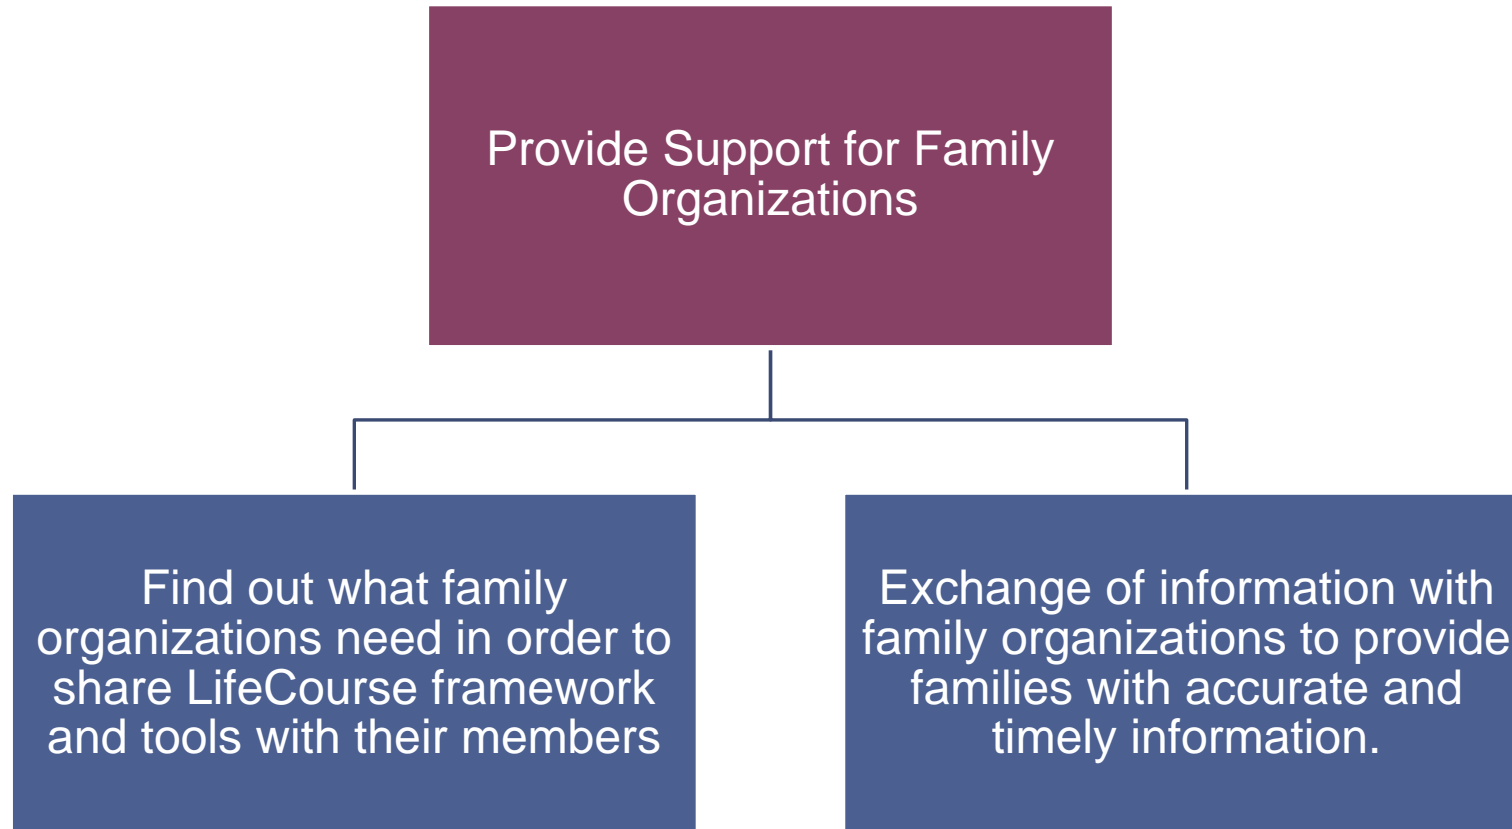 Provide Support for Family
Organizations
Find out what family
organizations need in order to
share LifeCourse framework
and tools with their members
Exchange of information with
family organizations to provide
families with accurate and
timely information.